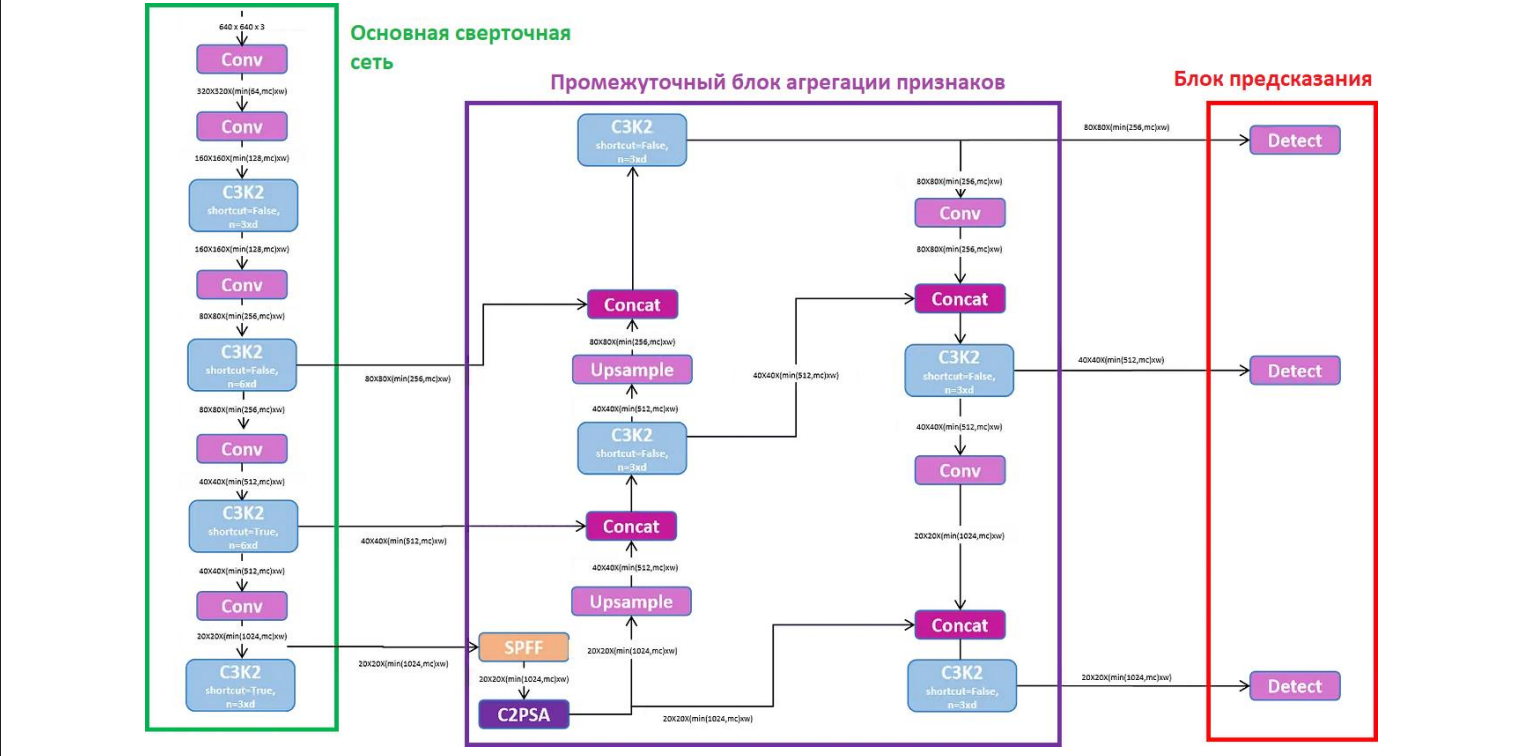 640 x 640 x 3
Conv
320X320X(min(64,mc)xw)
Conv
160X160X(min(128,mc)xw)
C3K2
shortcut=False,
n=3xd
160X160X(min(128,mc)xw)
Conv
80X80X(min(256,mc)xw)
C3K2
shortcut=False,
n=6xd
80X80X(min(256,mc)xw)
Conv
40X40X(min(512,mc)xw)
C3K2
shortcut=True,
n=6xd
40X40X(min(512,mc)xw)
Conv
20X20X(min(1024,mc)xw)
C3K2
shortcut=True,
n=3xd
Основная сверточная
сеть
80X80X(min(256,mc)xw)
40X40X(min(512,mc)xw)
20X20X(min(1024,mc)xw)
Промежуточный блок агрегации признаков
C3K2
shortcut=False,
n=3xd
Concat
80X80X(min(256,mc)xw)
Upsample
40X40X(min(512,mc)xw)
C3K2
shortcut=False,
n=3xd
Concat
40X40X(min(512,mc)xw)
Upsample
20X20X(min(1024,mc)xw)
SPFF
20X20X(min(1024,mc)xw)
C2PSA
20X20X(min(1024,mc)xw)
40X40X(min(512,mc)xw)
80X80X(min(256,mc)xw)
Conv
80X80X(min(256,mc)xw)
Concat
C3K2
shortcut=False,
n=3xd
40X40X(min(512,mc)xw)
Conv
20X20X(min(1024,mc)xw)
Concat
C3K2
shortcut=False,
n=3xd
Блок предсказания
80X80X(min(256,mc)xw)
Detect
40X40X(min(512,mc)xw)
Detect
20X20X(min(1024,mc)xw)
Detect